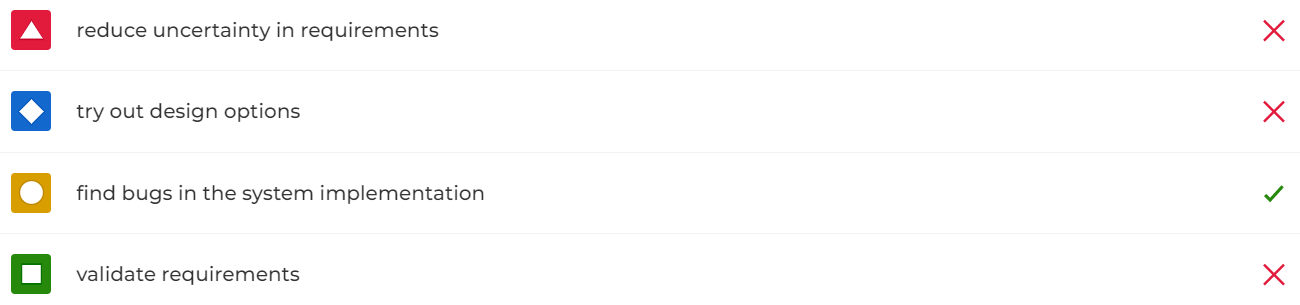 reduce uncertainty in requirements
try out design options
find bugs in the system implementation
validate requirements